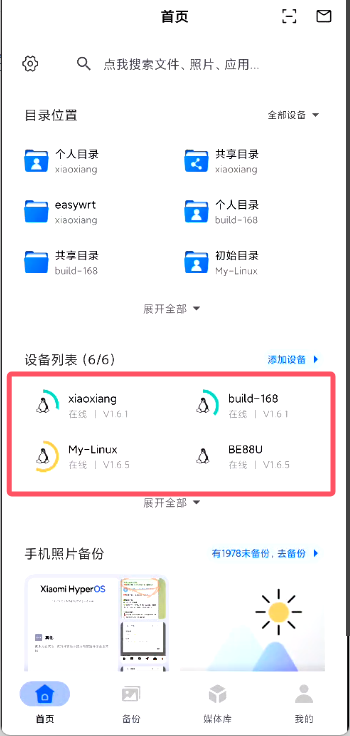 首页
点我搜索文件、照片、应用...
目录位置 全部设备
个人目录 共享目录
xiaoxiang xiaoxiang
easywrt 个人目录
xiaoxiang build-168
共享目录 初始目录
build-168 My-Linux
展开全部
设备列表 (6/6) 添加设备
xiaoxiang build-168
在线 | V1.6.1 在线 | V1.6.1
My-Linux BE88U
在线 | V1.6.5 在线 | V1.6.5
展开全部
手机照片备份 有1978未备份, 去备份
Xiaomi HyperOS
首页 备份 媒体库 我的